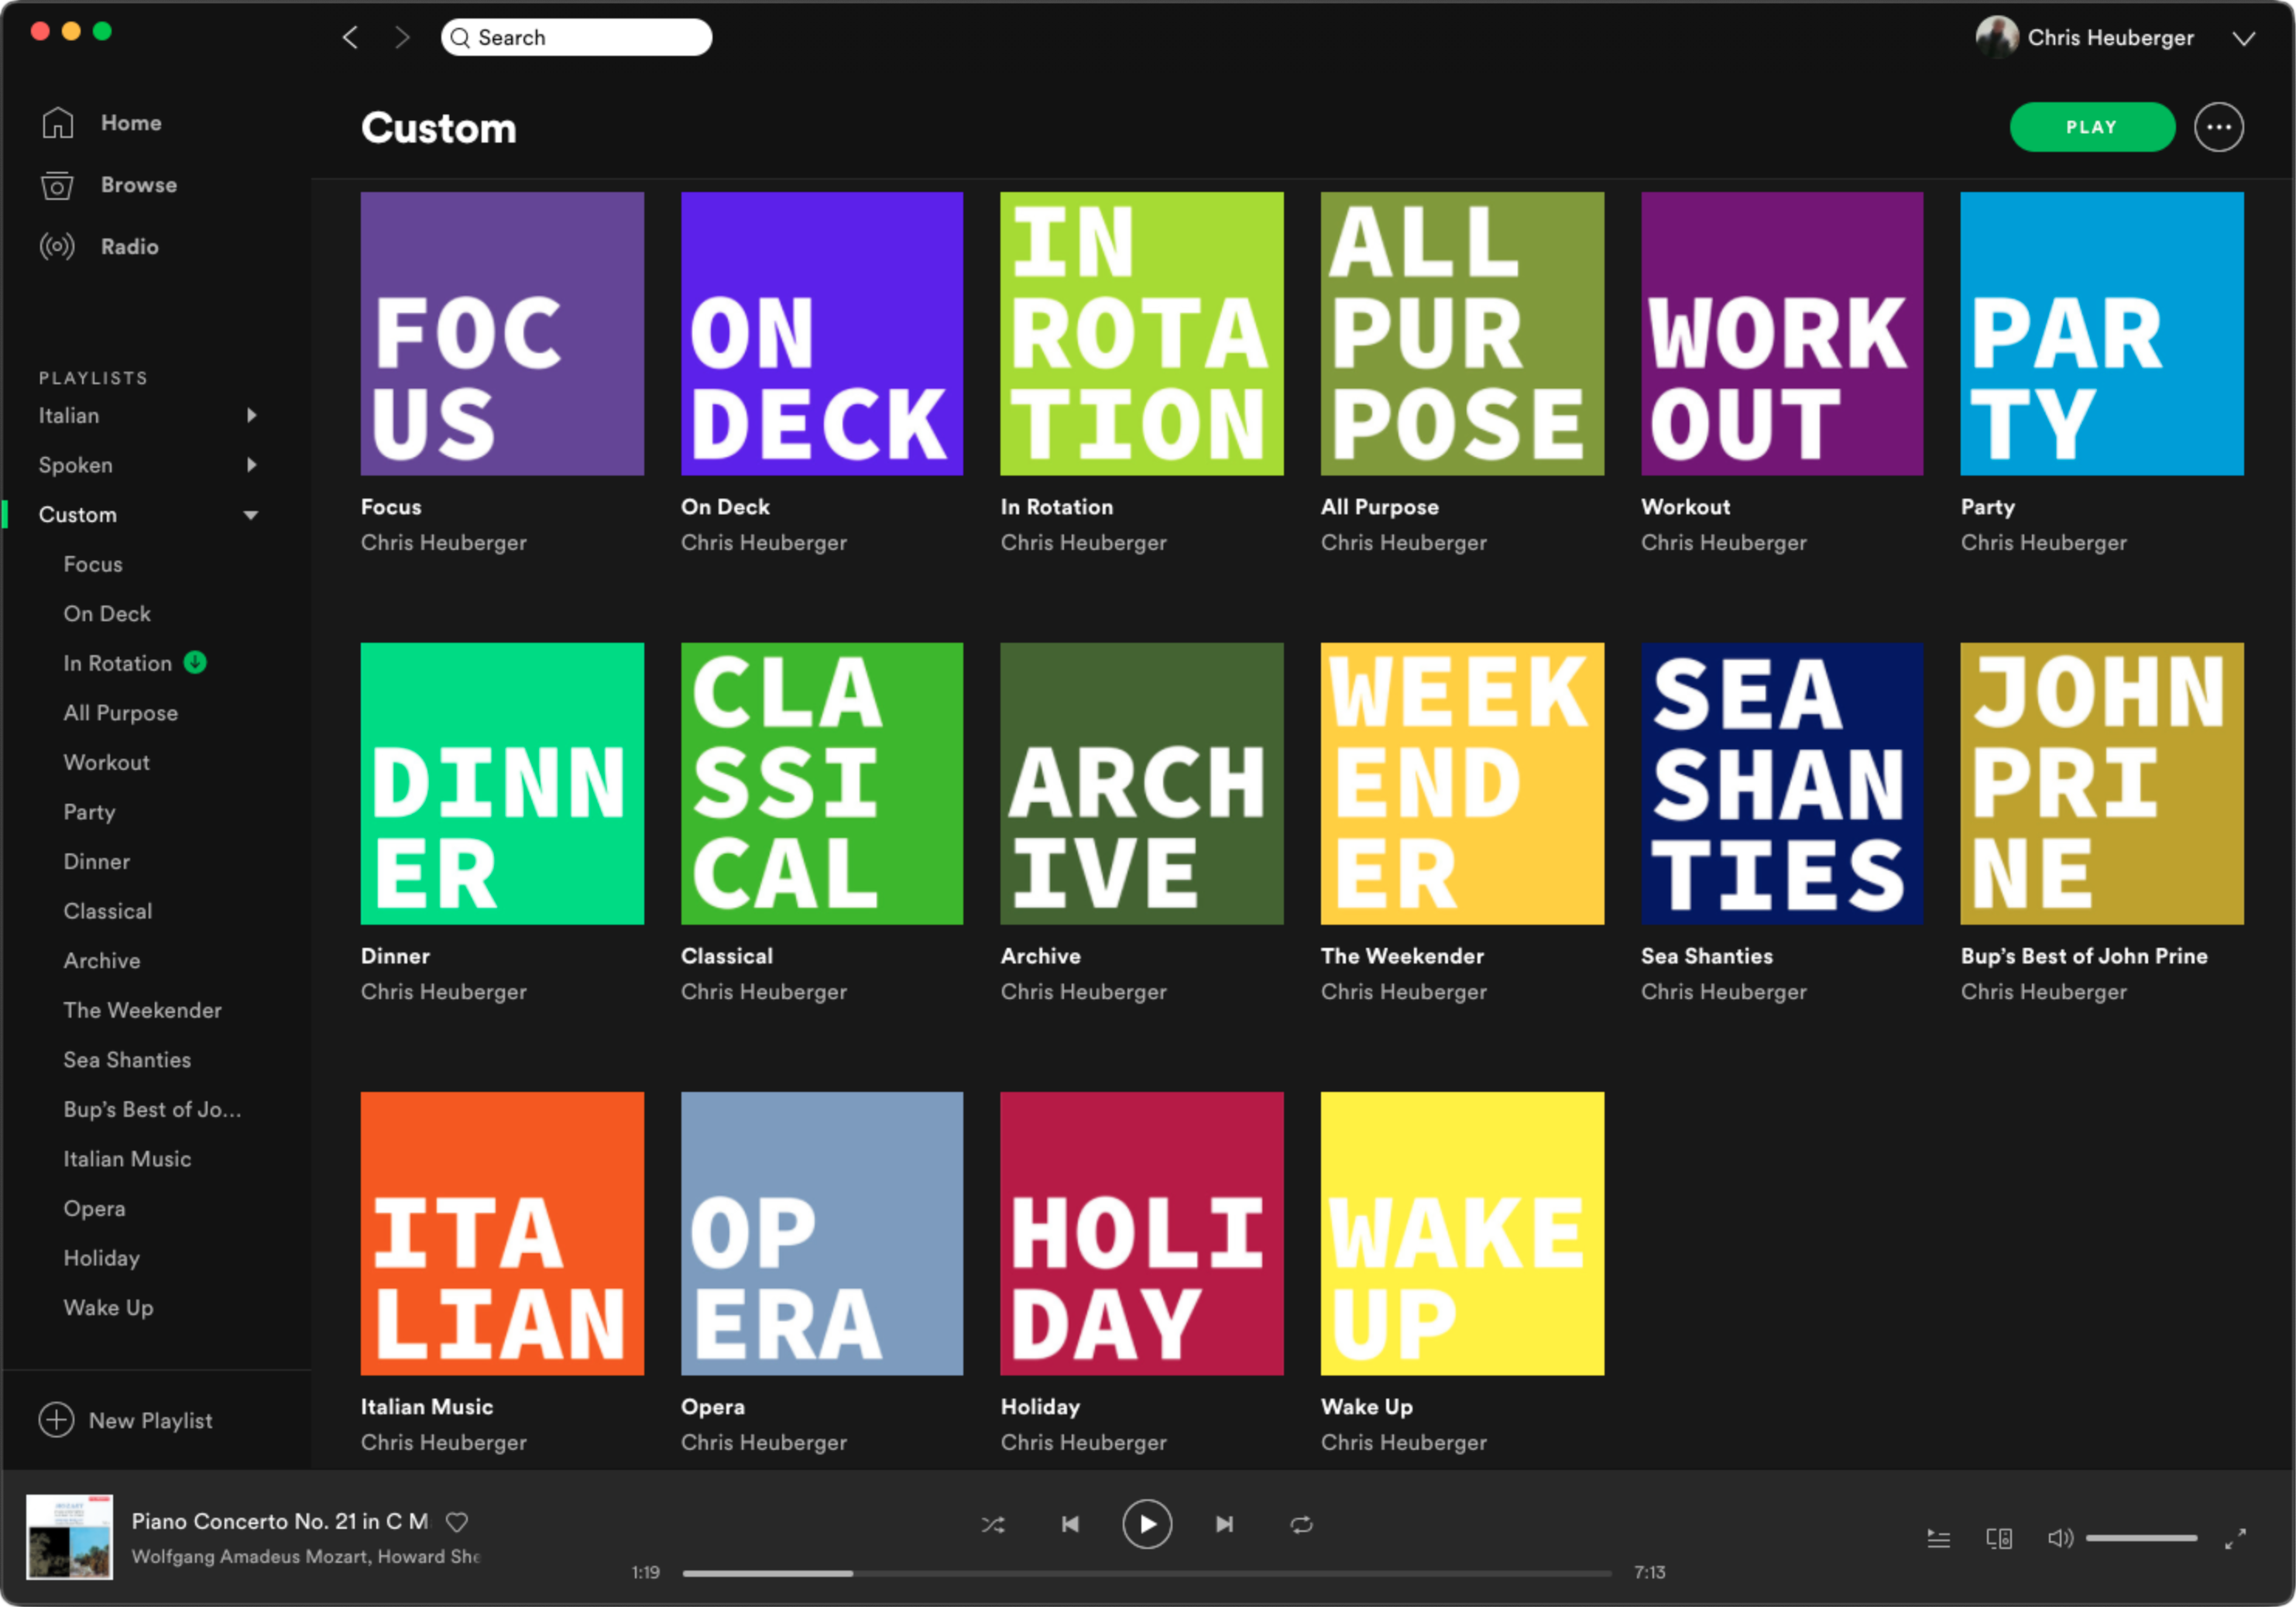 Search
Chris Heuberger
Home
Browse
Radio
PLAYLISTS
Italian
Spoken
Custom
Focus
On Deck
In Rotation
All Purpose
Workout
Party
Dinner
Classical
Archive
The Weekender
Sea Shanties
Bup’s Best of Jo...
Italian Music
Opera
Holiday
Wake Up
New Playlist
Custom
PLAY
FOC
US
Focus
Chris Heuberger
ON
DECK
On Deck
Chris Heuberger
IN
ROTA
TION
In Rotation
Chris Heuberger
ALL
PUR
POSE
All Purpose
Chris Heuberger
WORK
OUT
Workout
Chris Heuberger
PAR
TY
Party
Chris Heuberger
DINN
ER
Dinner
Chris Heuberger
CLA
SSI
CAL
Classical
Chris Heuberger
ARCH
IVE
Archive
Chris Heuberger
WEEK
END
ER
The Weekender
Chris Heuberger
SEA
SHAN
TIES
Sea Shanties
Chris Heuberger
JOHN
PRI
NE
Bup’s Best of John Prine
Chris Heuberger
ITA
LIAN
Italian Music
Chris Heuberger
OP
ERA
Opera
Chris Heuberger
HOLI
DAY
Holiday
Chris Heuberger
WAKE
UP
Wake Up
Chris Heuberger
Piano Concerto No. 21 in C M
Wolfgang Amadeus Mozart, Howard She
1:19
7:13